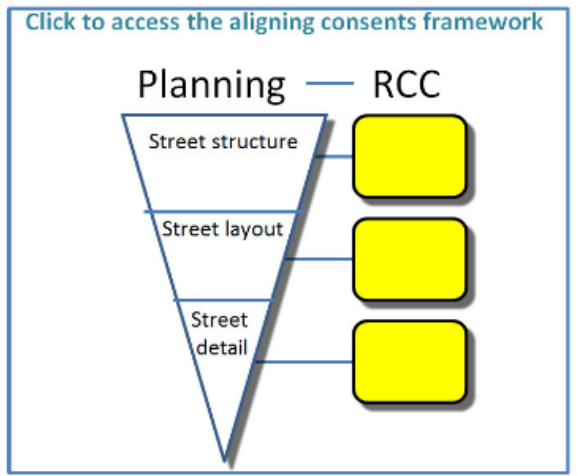 Click to access the aligning consents framework
Planning — RCC
Street structure
Street layout
Street
detail